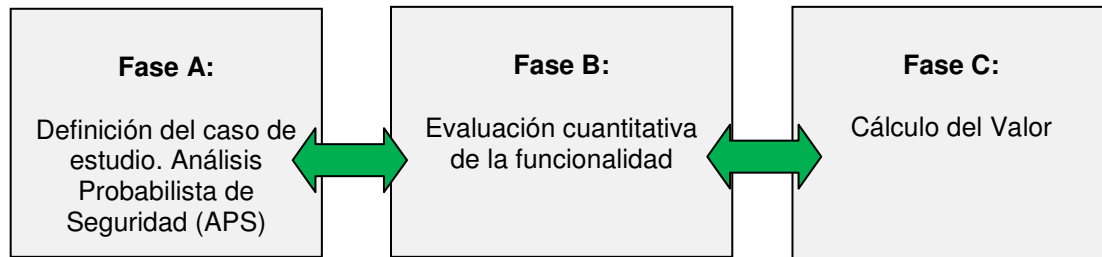 Fase A:
Definición del caso de
estudio. Análisis
Probabilista de
Seguridad (APS)
Fase B:
Evaluación cuantitativa
de la funcionalidad
Fase C:
Cálculo del Valor